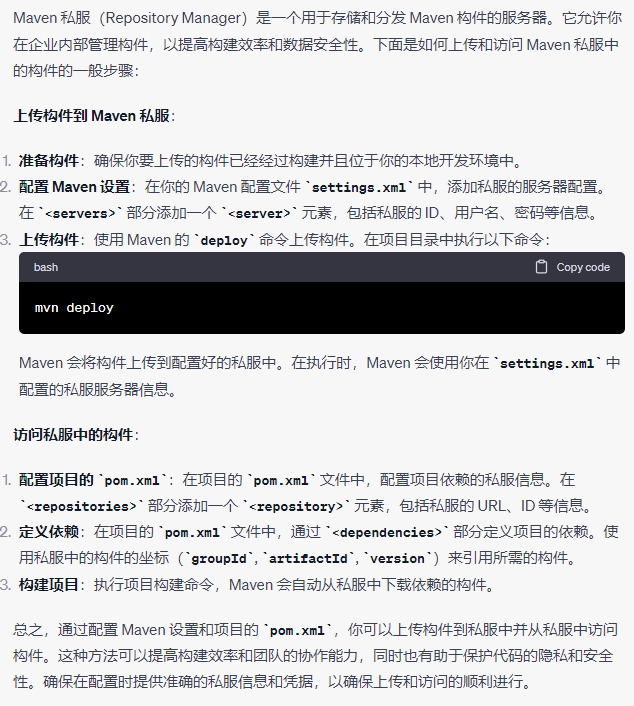 Maven 私服（Repository Manager）是一个用于存储和分发 Maven 构件的服务器。它允许你
在企业内部管理构件，以提高构建效率和数据安全性。下面是如何上传和访问 Maven 私服中
的构件的一般步骤：
上传构件到 Maven 私服：
1. 准备构件：确保你要上传的构件已经经过构建并且位于你的本地开发环境中。
2. 配置 Maven 设置：在你的 Maven 配置文件 `settings.xml` 中，添加私服的服务器配置。
在 `<servers>` 部分添加一个 `<server>` 元素，包括私服的 ID、用户名、密码等信息。
3. 上传构件：使用 Maven 的 `deploy` 命令上传构件。在项目目录中执行以下命令：
bash Copy code
mvn deploy
Maven 会将构件上传到配置好的私服中。在执行时，Maven 会使用你在 `settings.xml` 中
配置的私服服务器信息。
访问私服中的构件：
1. 配置项目的 `pom.xml`：在项目的 `pom.xml` 文件中，配置项目依赖的私服信息。在
`<repositories>` 部分添加一个 `<repository>` 元素，包括私服的 URL、ID 等信息。
2. 定义依赖：在项目的 `pom.xml` 文件中，通过 `<dependencies>` 部分定义项目的依赖。使
用私服中的构件的坐标（`groupId`, `artifactId`, `version`）来引用所需的构件。
3. 构建项目：执行项目构建命令，Maven 会自动从私服中下载依赖的构件。
总之，通过配置 Maven 设置和项目的 `pom.xml`，你可以上传构件到私服中并从私服中访问
构件。这种方法可以提高构建效率和团队的协作能力，同时也有助于保护代码的隐私和安全
性。确保在配置时提供准确的私服信息和凭据，以确保上传和访问的顺利进行。